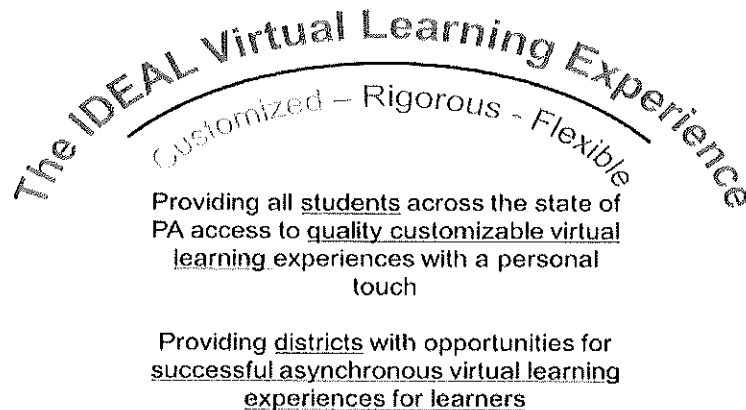 The IDEAL Virtual Learning Experience
Customized – Rigorous - Flexible
Providing all students across the state of
PA access to quality customizable virtual
learning experiences with a personal
touch
Providing districts with opportunities for
successful asynchronous virtual learning
experiences for learners